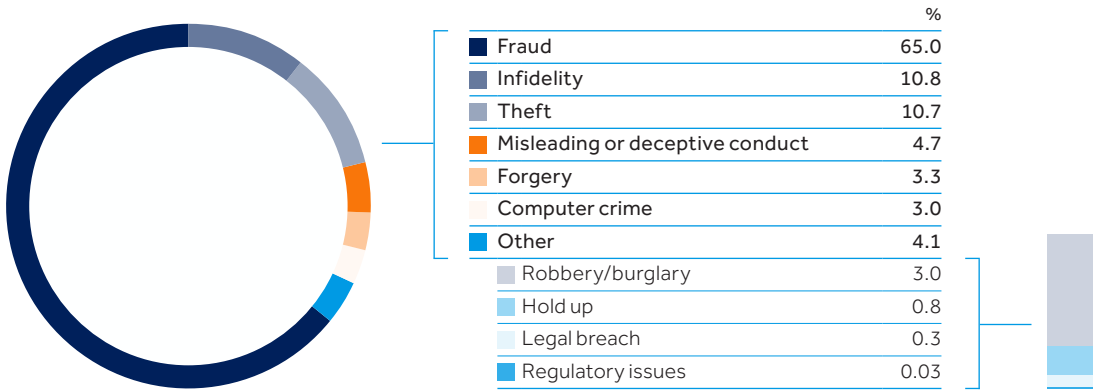 %
Fraud 65.0
Infidelity 10.8
Theft 10.7
Misleading or deceptive conduct 4.7
Forgery 3.3
Computer crime 3.0
Other 4.1
Robbery/burglary 3.0
Hold up 0.8
Legal breach 0.3
Regulatory issues 0.03